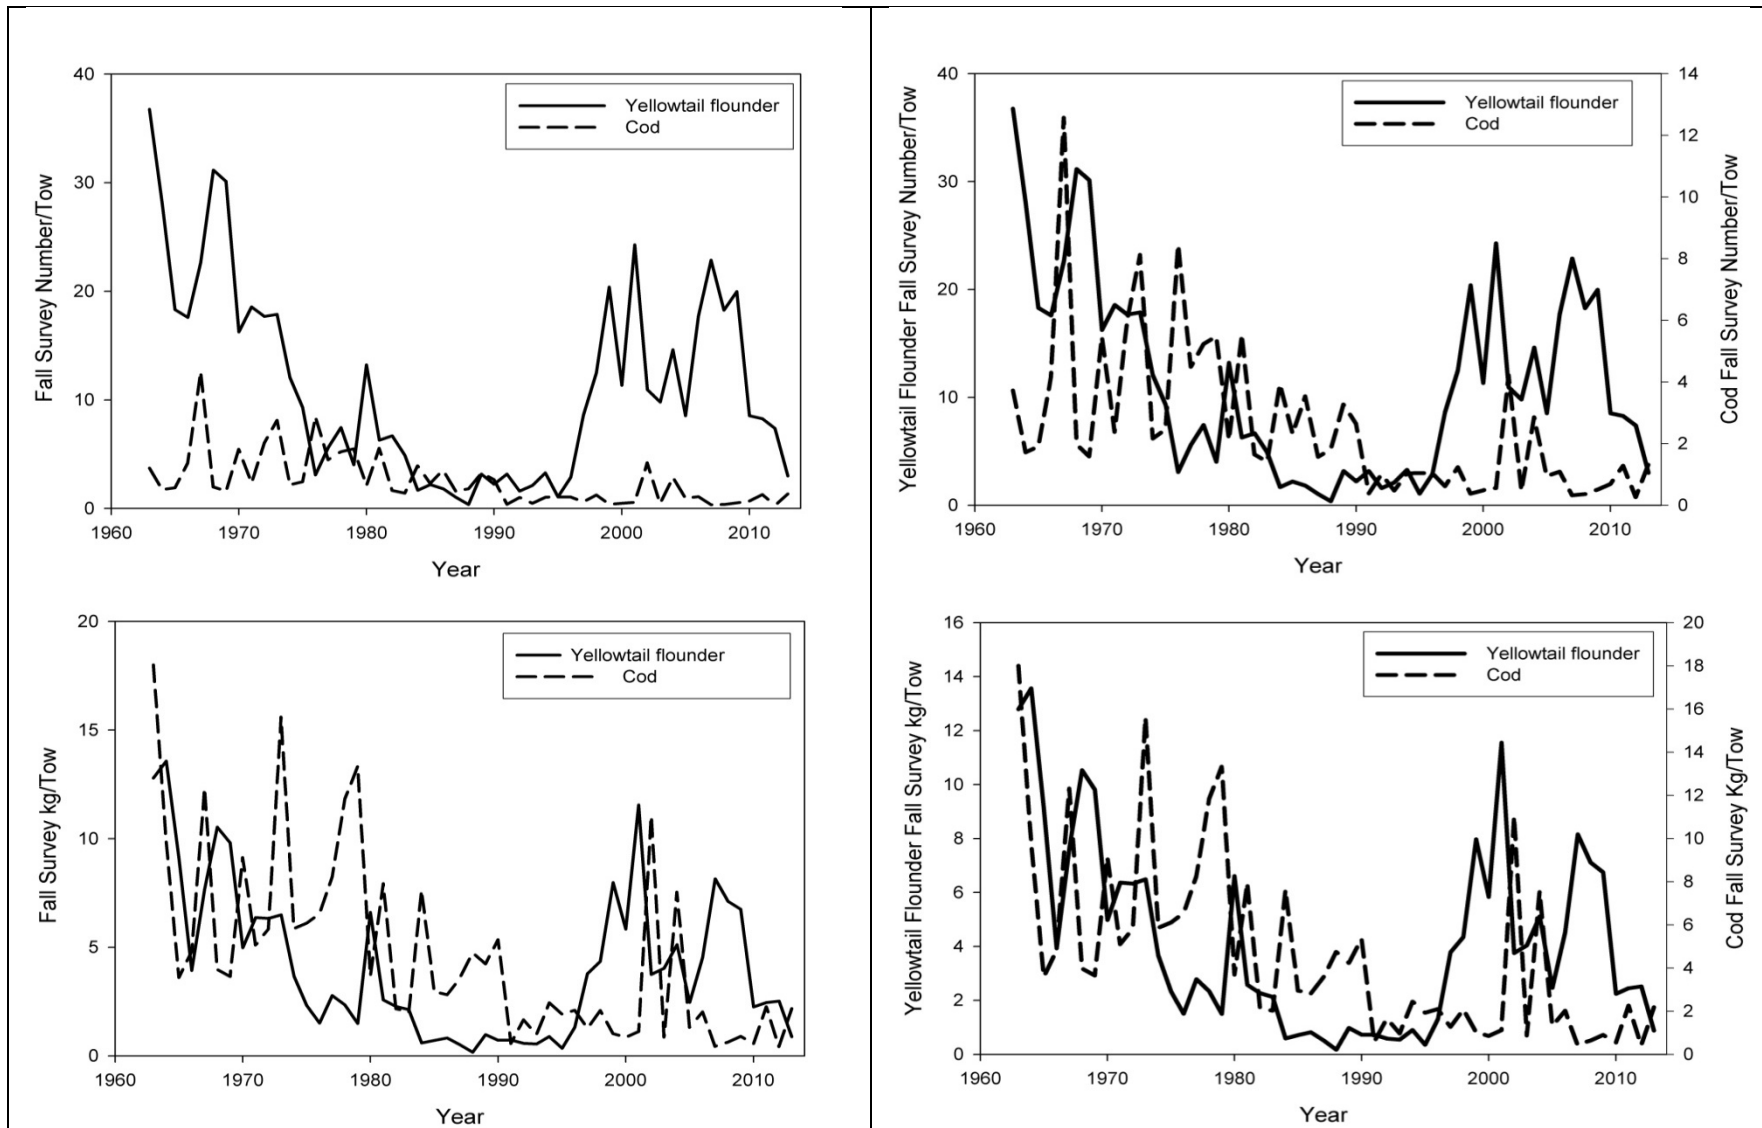 40
30
20
10
0
Fall Survey Number/Tow
Yellowtail flounder
Cod
1960 1970 1980 1990 2000 2010
Year
40
30
20
10
0
Yellowtail Flounder Fall Survey Number/Tow
Yellowtail flounder
Cod
14
12
10
8
6
4
2
0
Cod Fall Survey Number/Tow
1960 1970 1980 1990 2000 2010
Year
20
15
10
5
0
Fall Survey kg/Tow
Yellowtail flounder
Cod
1960 1970 1980 1990 2000 2010
Year
16
14
12
10
8
6
4
2
0
Yellowtail Flounder Fall Survey kg/Tow
Yellowtail flounder
Cod
20
18
16
14
12
10
8
6
4
2
0
Cod Fall Survey Kg/Tow
1960 1970 1980 1990 2000 2010
Year